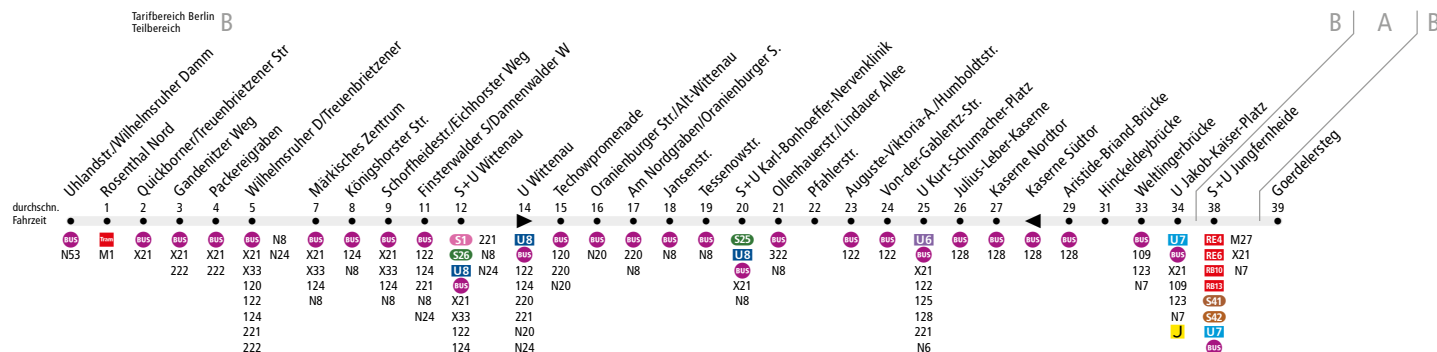 Tarifbereich Berlin
Teilbereich B
B A B
Uhlandstr./Wilhelmsruher Damm
Rosenthal Nord
Quickborner/Treuenbrietzener Str
Gandenitzer Weg
Packereigraben
Wilhelmsruher D/Treuenbrietzener
Märkisches Zentrum
Königshorster Str.
Schorfheidestr./Eichhorster Weg
Finsterwalder S/Dannenwalder W
S+U Wittenau
U Wittenau
Techowpromenade
Oranienburger Str./Alt-Wittenau
Am Nordgraben/Oranienburger S.
Jansenstr.
Tessenowstr.
S+U Karl-Bonhoeffer-Nervenklinik
Ollenhauerstr./Lindauer Allee
Pfahlerstr.
Auguste-Viktoria-A./Humboldtstr.
Von-der-Gablentz-Str.
U Kurt-Schumacher-Platz
Julius-Leber-Kaserne
Kaserne Nordtor
Kaserne Südtor
Aristide-Briand-Brücke
Hinckeldeybrücke
Weltlingerbrücke
U Jakob-Kaiser-Platz
S+U Jungfernheide
Goerdelersteg
durchschn. 1 2 3 4 5 7 8 9 11 12 14 15 16 17 18 19 20 21 22 23 24 25 26 27 29 31 33 34 38 39
Fahrzeit
BUS Tram BUS BUS BUS BUS N8 BUS BUS BUS BUS S1 221 U8 BUS BUS BUS BUS BUS S25 BUS BUS BUS U6 BUS BUS BUS BUS BUS U7 RE4 M27
N53 M1 X21 X21 X21 X21 N24 X21 124 X21 122 S26 N8 BUS 120 N20 220 N8 N8 U8 322 122 122 BUS 128 128 128 128 109 BUS RE6 X21
222 222 X33 X33 N8 X33 124 U8 N24 122 220 N8 BUS N8 X21 123 X21 RB10 N7
120 124 124 221 BUS 124 N20 X21 122 N7 109 RB13
122 N8 N8 N8 X21 220 N8 125 123 S41
124 N24 X33 221 128 N7 S42
221 122 N20 221 J U7
222 124 N24 N6 BUS